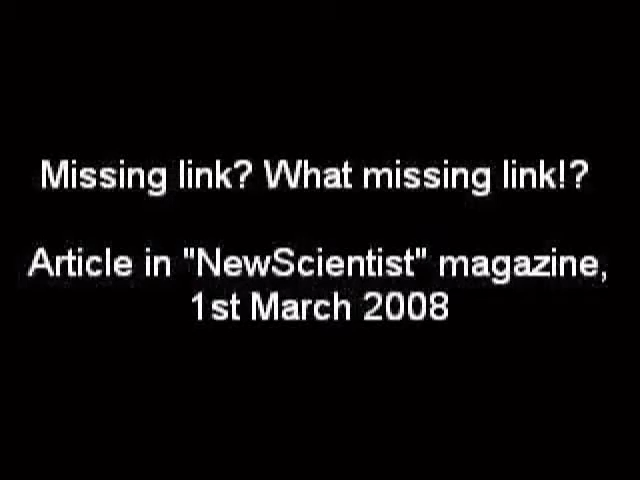 Missing link? What missing link!?
Article in "NewScientist" magazine,
1st March 2008